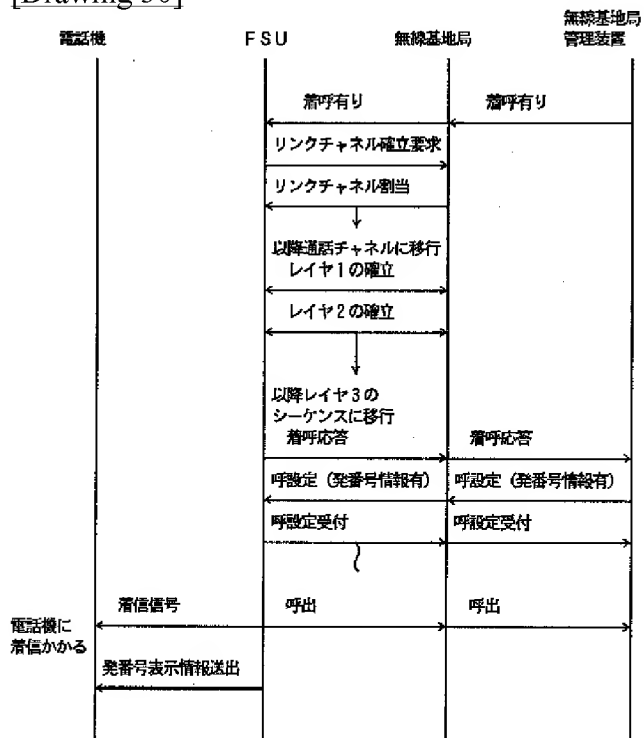 [Drawing 30]
無線基地局
電話機 FSU 無線基地局 管理装置
着呼有り 着呼有り
リンクチャネル確立要求
リンクチャネル割当
以降通話チャネルに移行
レイヤ1の確立
レイヤ2の確立
以降レイヤ3の
シーケンスに移行
着呼応答 着呼応答
呼設定(発番号情報有) 呼設定(発番号情報有)
呼設定受付 呼設定受付
着信信号 呼出 呼出
電話機に
着信かかる
発番号表示情報送出